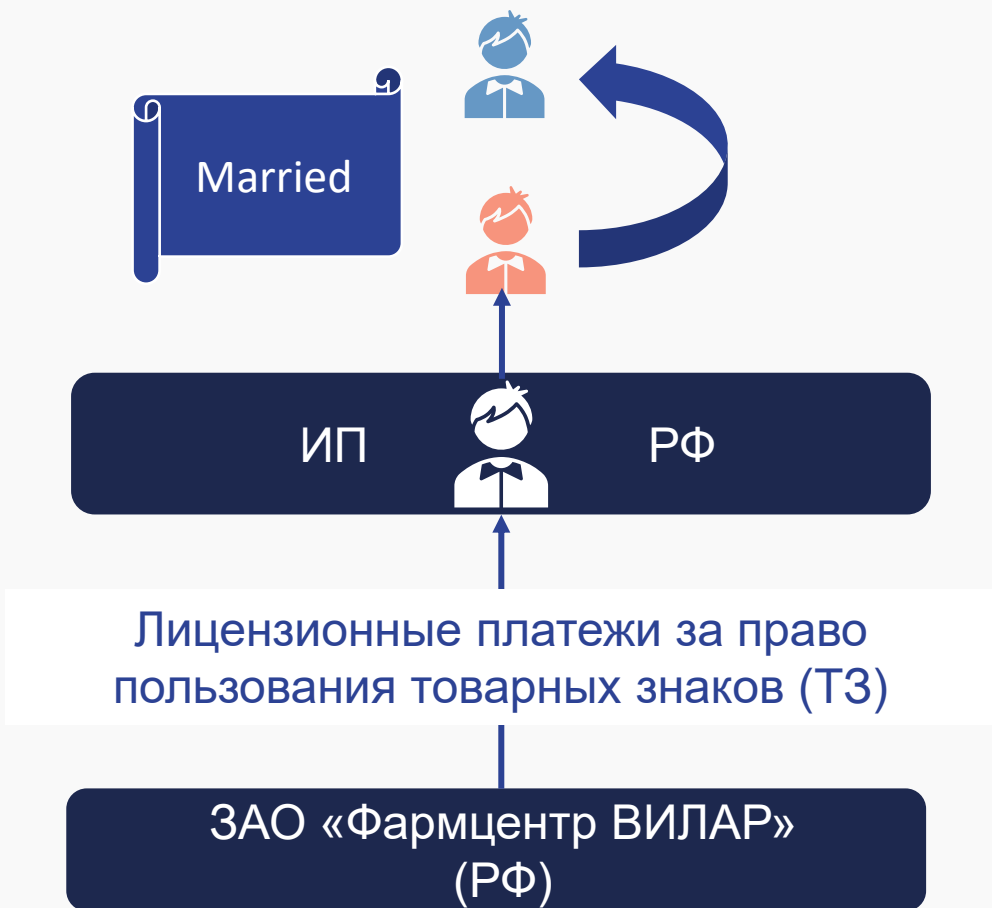 Married
ИП РФ
Лицензионные платежи за право
пользования товарных знаков (ТЗ)
ЗАО «Фармцентр ВИЛАР»
(РФ)